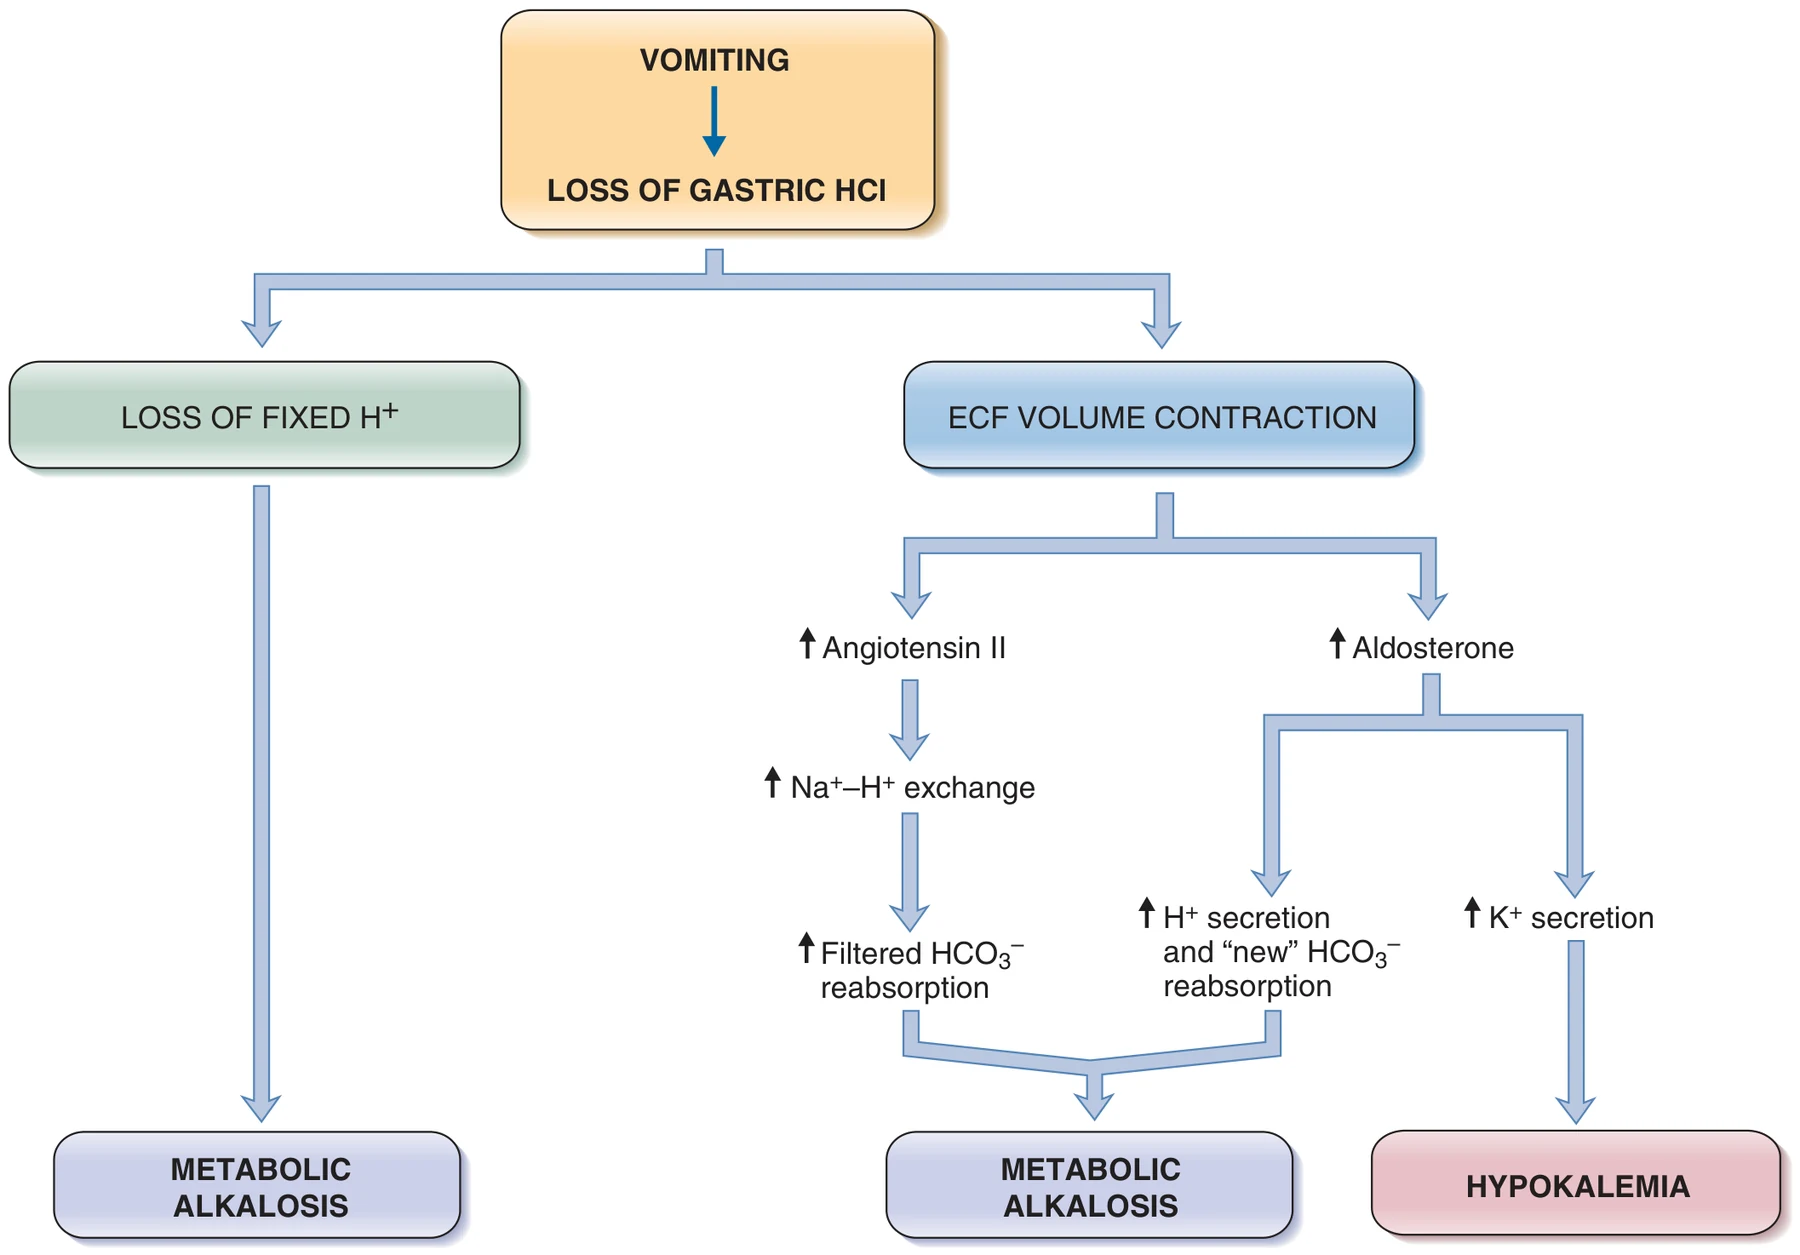 VOMITING
LOSS OF GASTRIC HCl
LOSS OF FIXED H⁺
ECF VOLUME CONTRACTION
Angiotensin II
Aldosterone
Na⁺–H⁺ exchange
Filtered HCO₃⁻
reabsorption
H⁺ secretion
and “new” HCO₃⁻
reabsorption
K⁺ secretion
METABOLIC
ALKALOSIS
METABOLIC
ALKALOSIS
HYPOKALEMIA